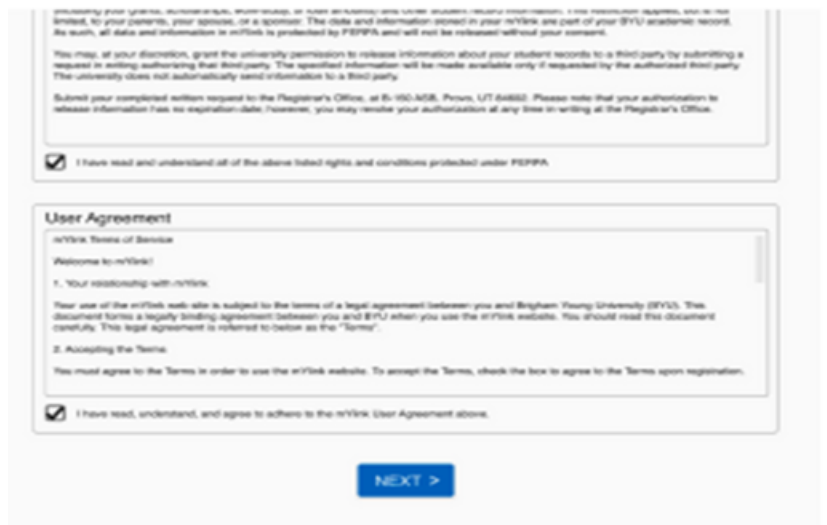 (including your grants, scholarships, work-study, or loan amounts) and other student record information. This restriction applies, but is not
limited, to your parents, your spouse, or a sponsor. The data and information stored in your mYlink are part of your BYU academic record.
As such, all data and information in mYlink is protected by FERPA and will not be released without your consent.
You may, at your discretion, grant the university permission to release information about your student records to a third party by submitting a
request in writing authorizing that third party. The specified information will be made available only if requested by the authorized third party.
The university does not automatically send information to a third party.
Submit your completed written request to the Registrar's Office, at B-150 ASB, Provo, UT 84602. Please note that your authorization to
release information has no expiration date; however, you may revoke your authorization at any time in writing at the Registrar's Office.
I have read and understand all of the above listed rights and conditions protected under FERPA
User Agreement
mYlink Terms of Service
Welcome to mYlink!
1. Your relationship with mYlink
Your use of the mYlink web site is subject to the terms of a legal agreement between you and Brigham Young University (BYU). This
document forms a legally binding agreement between you and BYU when you use the mYlink website. You should read this document
carefully. This legal agreement is referred to below as the "Terms".
2. Accepting the Terms
You must agree to the Terms in order to use the mYlink website. To accept the Terms, check the box to agree to the Terms upon registration.
I have read, understand, and agree to adhere to the mYlink User Agreement above.
NEXT >